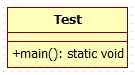 Test
+main(): static void